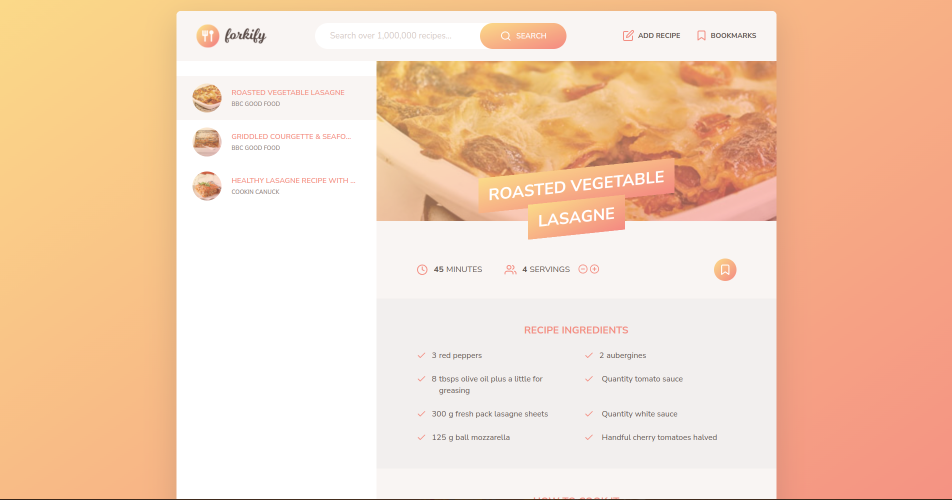 forkify
Search over 1,000,000 recipes...
SEARCH
ADD RECIPE
BOOKMARKS
ROASTED VEGETABLE LASAGNE
BBC GOOD FOOD
GRIDDLED COURGETTE & SEAFO...
BBC GOOD FOOD
HEALTHY LASAGNE RECIPE WITH ...
COOKIN CANUCK
ROASTED VEGETABLE
LASAGNE
45 MINUTES
4 SERVINGS
RECIPE INGREDIENTS
3 red peppers
2 aubergines
8 tbsps olive oil plus a little for
greasing
Quantity tomato sauce
300 g fresh pack lasagne sheets
Quantity white sauce
125 g ball mozzarella
Handful cherry tomatoes halved